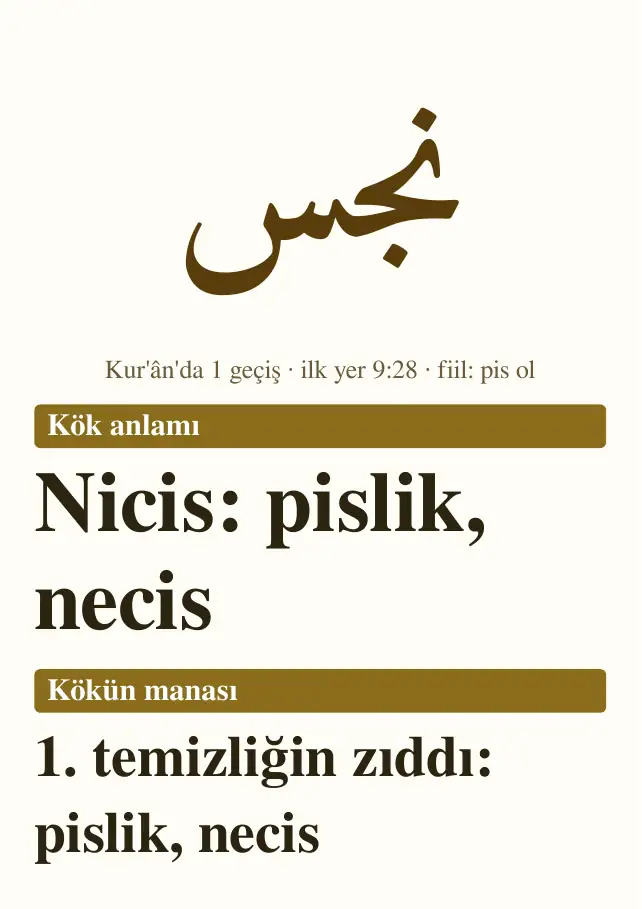 نجس
Kur'ân'da 1 geçiş · ilk yer 9:28 · fiil: pis ol
Kök anlamı
Nicis: pislik,
necis
Kökün manası
1. temizliğin zıddı:
pislik, necis